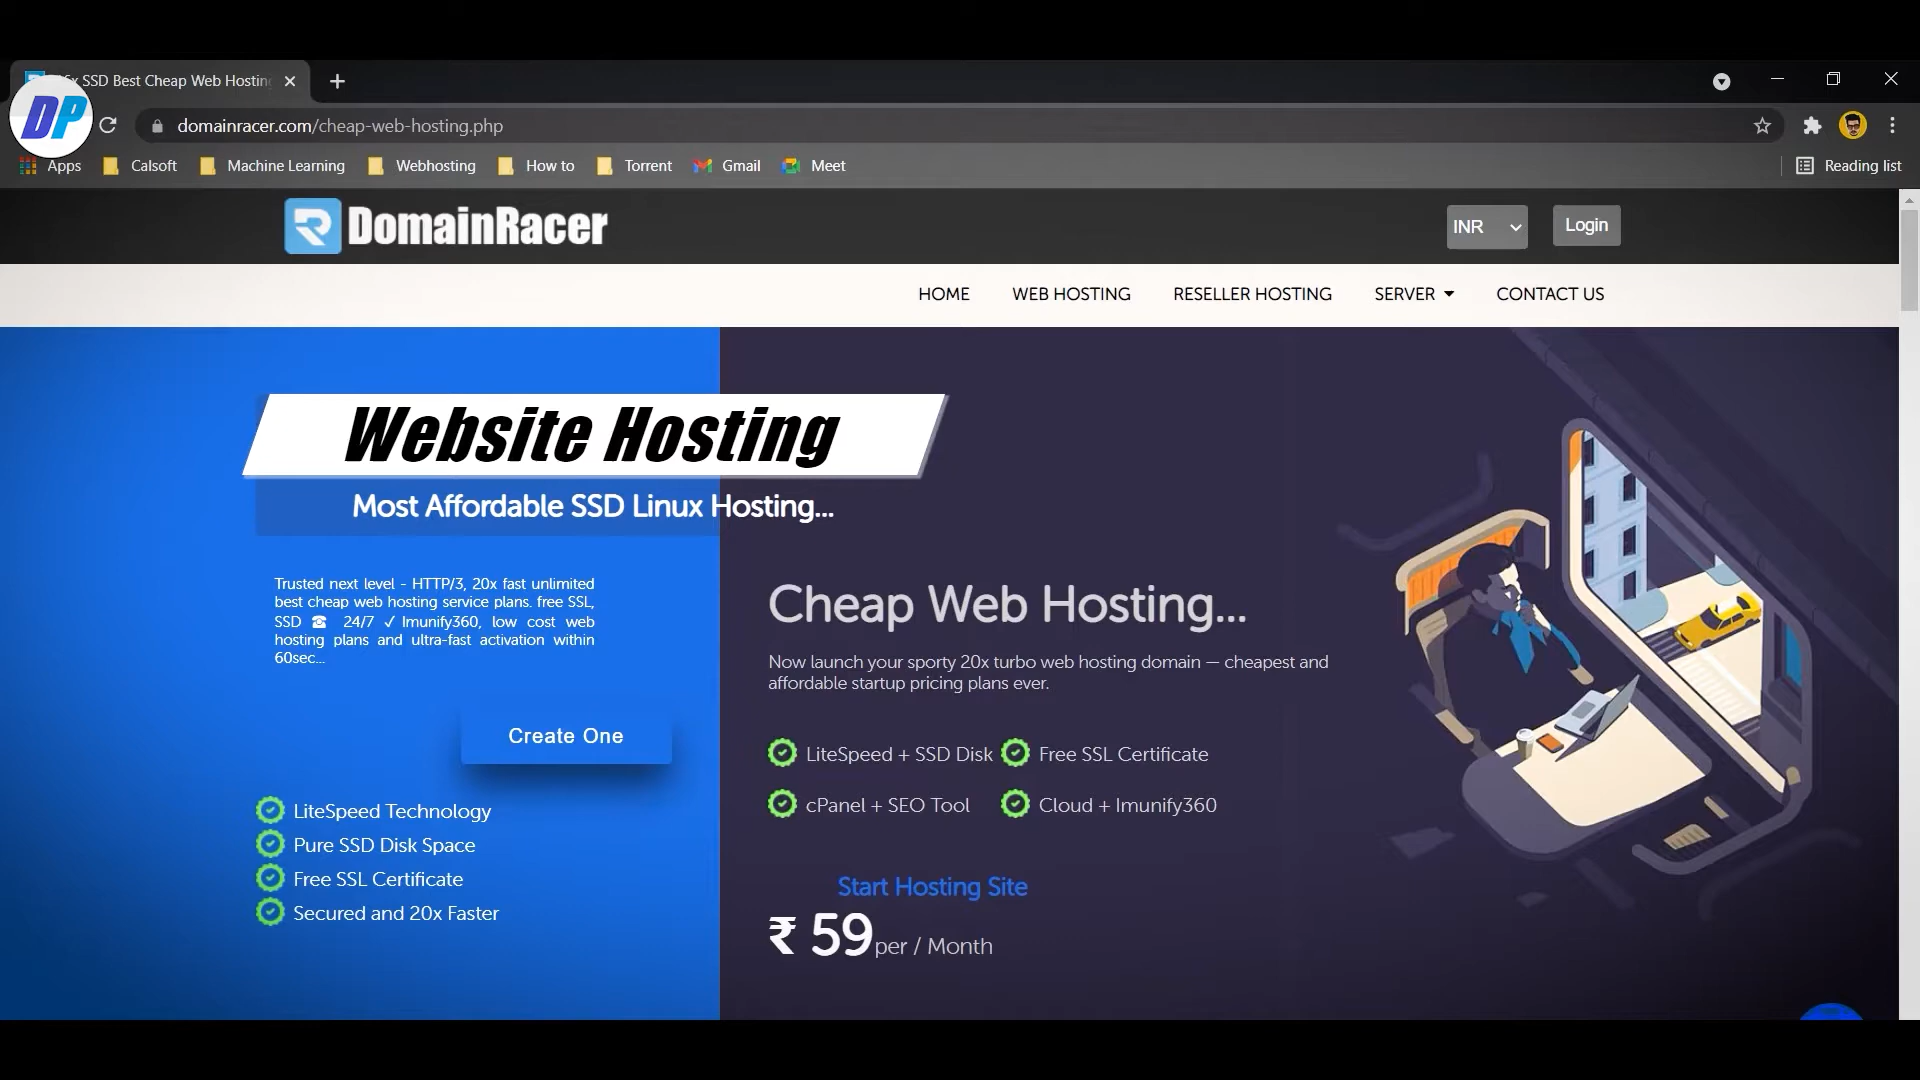 x SSD Best Cheap Web Hosting
DP
domainracer.com/cheap-web-hosting.php
Apps Calsoft Machine Learning Webhosting How to Torrent Gmail Meet Reading list
DomainRacer
INR Login
HOME WEB HOSTING RESELLER HOSTING SERVER CONTACT US
Website Hosting
Most Affordable SSD Linux Hosting...
Trusted next level - HTTP/3, 20x fast unlimited
best cheap web hosting service plans. free SSL,
SSD ☎ 24/7 ✓ Imunify360, low cost web
hosting plans and ultra-fast activation within
60sec...
Create One
LiteSpeed Technology
Pure SSD Disk Space
Free SSL Certificate
Secured and 20x Faster
Cheap Web Hosting...
Now launch your sporty 20x turbo web hosting domain — cheapest and
affordable startup pricing plans ever.
LiteSpeed + SSD Disk Free SSL Certificate
cPanel + SEO Tool Cloud + Imunify360
Start Hosting Site
₹ 59 per / Month